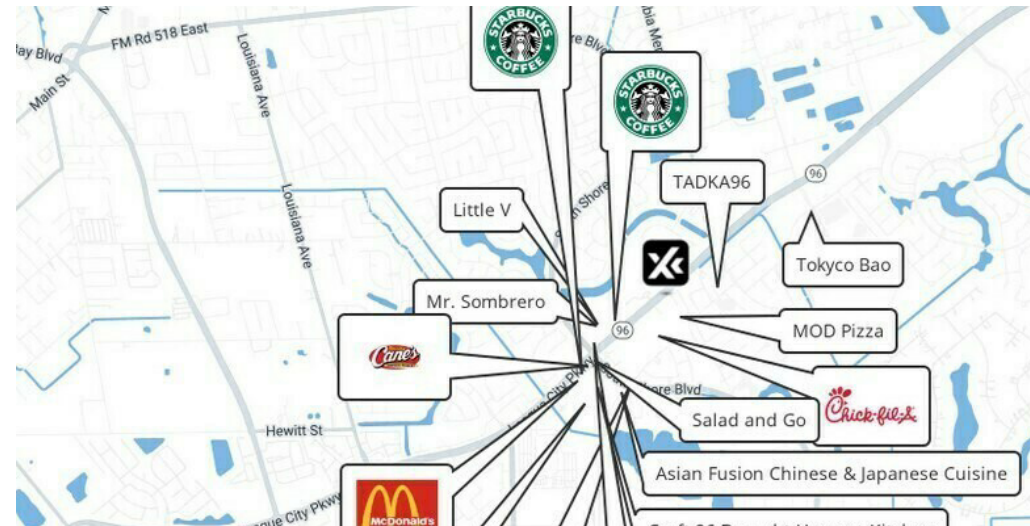 FM Rd 518 East
Main St
Louisiana Ave
STARBUCKS
COFFEE
STARBUCKS
COFFEE
96
TADKA96
Little V
Louisiana Ave
Tokyco Bao
Mr. Sombrero
96
MOD Pizza
Cane's
Chick-fil-A
Salad and Go
Hewitt St
Asian Fusion Chinese & Japanese Cuisine
McDonald's